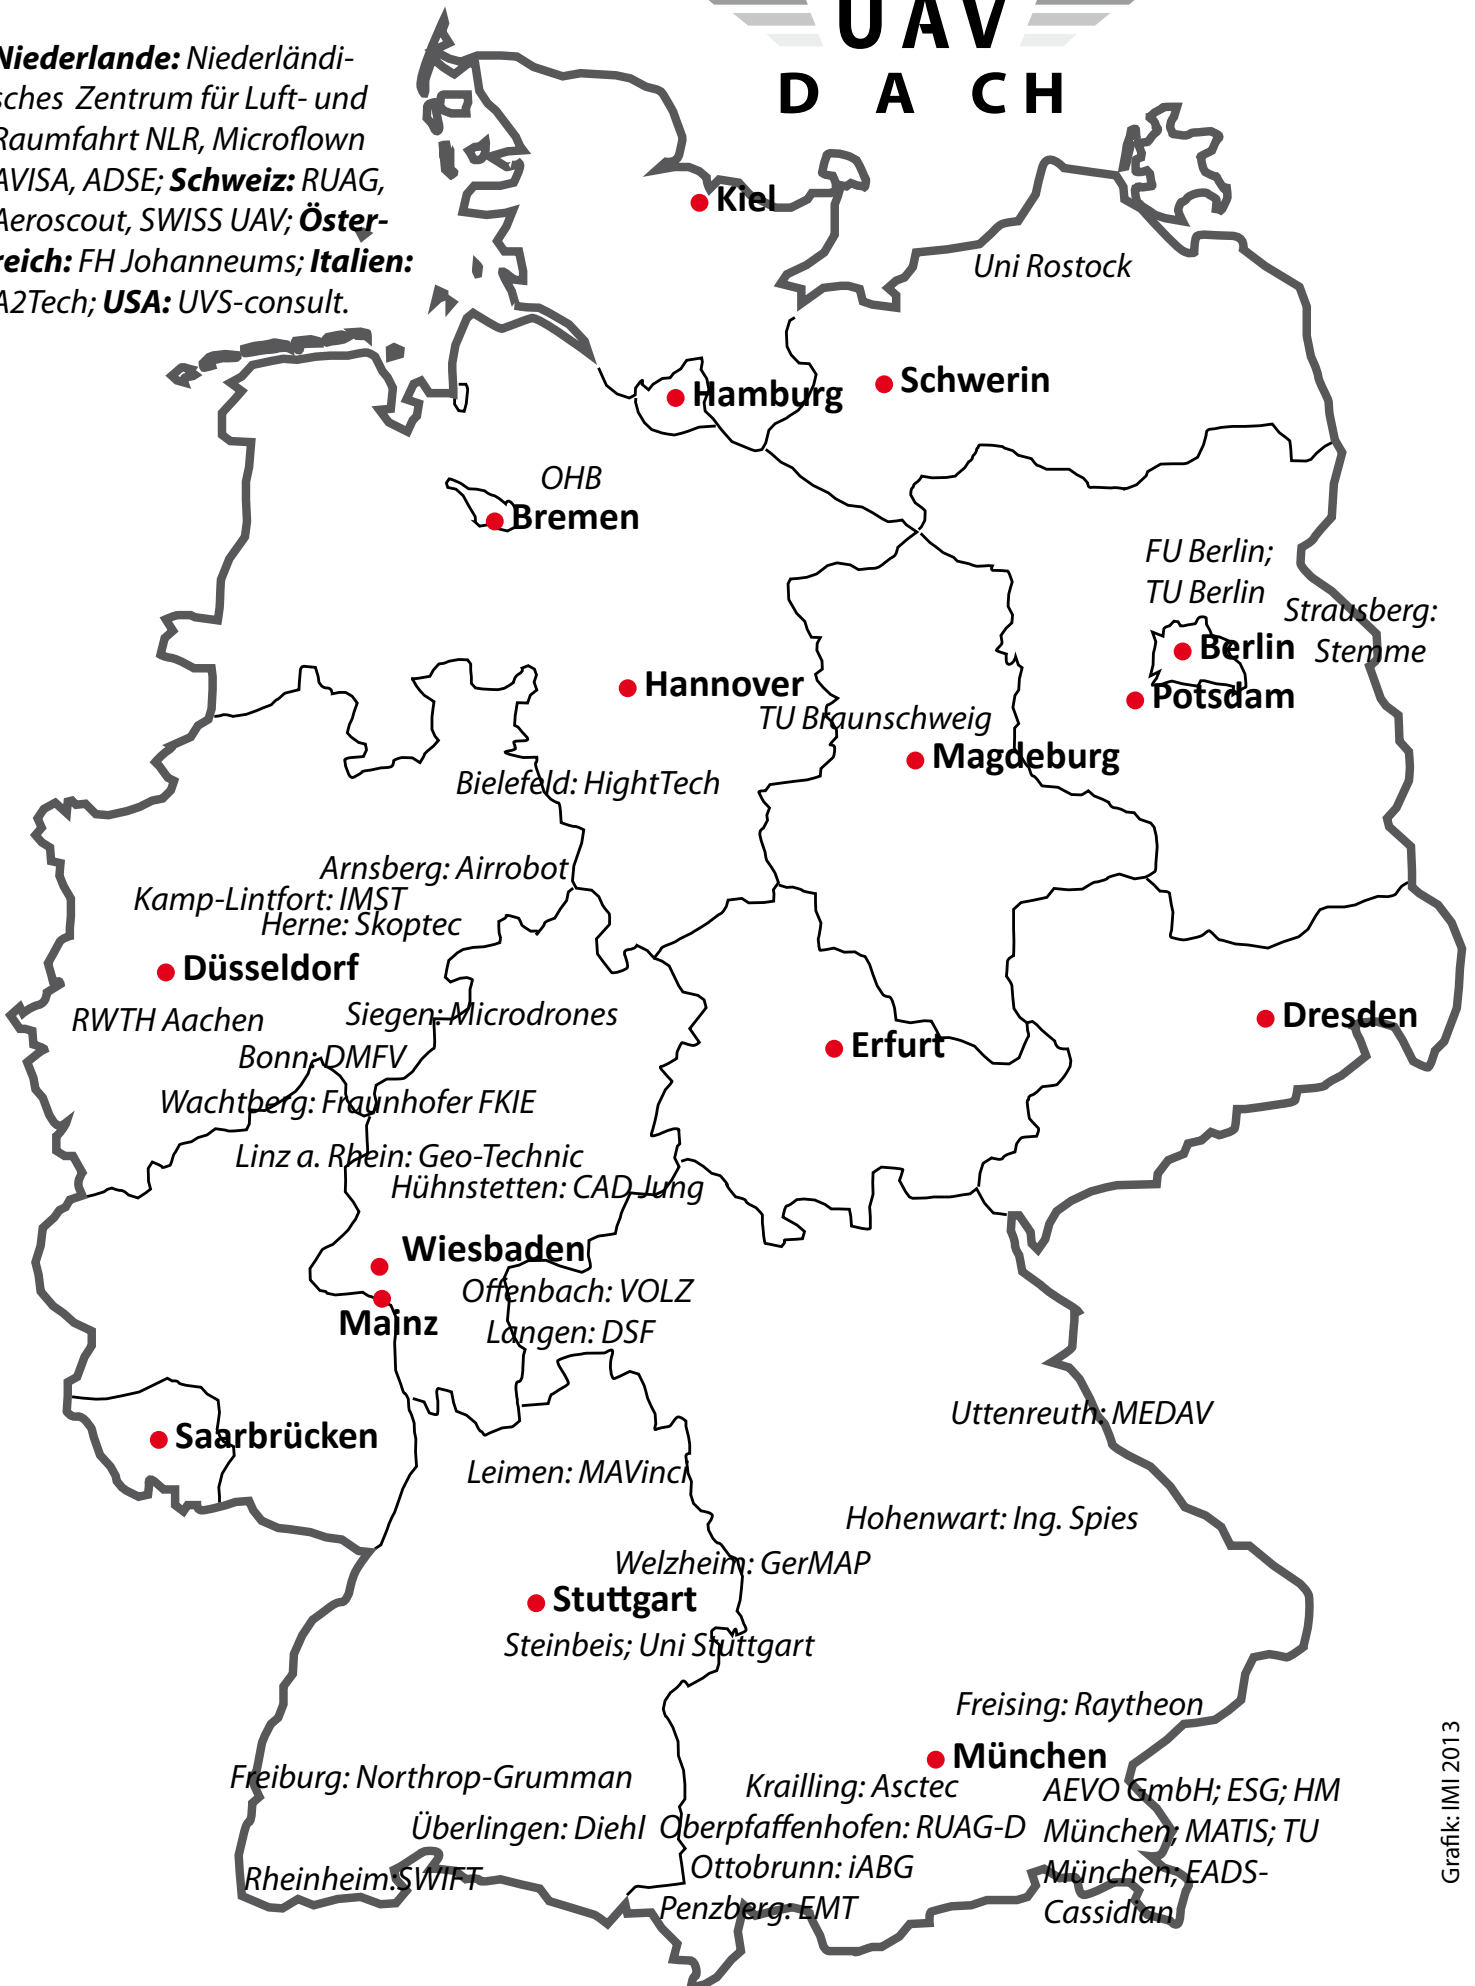 UAV
DACH
Niederlande: Niederländi-
sches Zentrum für Luft- und
Raumfahrt NLR, Microflown
AVISA, ADSE; Schweiz: RUAG,
Aeroscout, SWISS UAV; Öster-
reich: FH Johanneums; Italien:
A2Tech; USA: UVS-consult.
Kiel
Uni Rostock
Schwerin
Hamburg
OHB
Bremen
FU Berlin;
TU Berlin
Strausberg:
Stemme
Berlin
Potsdam
Hannover
TU Braunschweig
Magdeburg
Bielefeld: HightTech
Arnsberg: Airrobot
Kamp-Lintfort: IMST
Herne: Skoptec
Düsseldorf
RWTH Aachen
Siegen: Microdrones
Dresden
Erfurt
Bonn: DMFV
Wachtberg: Fraunhofer FKIE
Linz a. Rhein: Geo-Technic
Hühnstetten: CAD Jung
Wiesbaden
Offenbach: VOLZ
Mainz
Langen: DSF
Uttenreuth: MEDAV
Saarbrücken
Leimen: MAVinci
Hohenwart: Ing. Spies
Welzheim: GerMAP
Stuttgart
Steinbeis; Uni Stuttgart
Freising: Raytheon
München
Freiburg: Northrop-Grumman
Krailling: Asctec
AEVO GmbH; ESG; HM
München; MATIS; TU
München; EADS-
Cassidian
Überlingen: Diehl
Oberpfaffenhofen: RUAG-D
Ottobrunn: iABG
Rheinheim:SWIFT
Penzberg: EMT
Grafik: IMI 2013